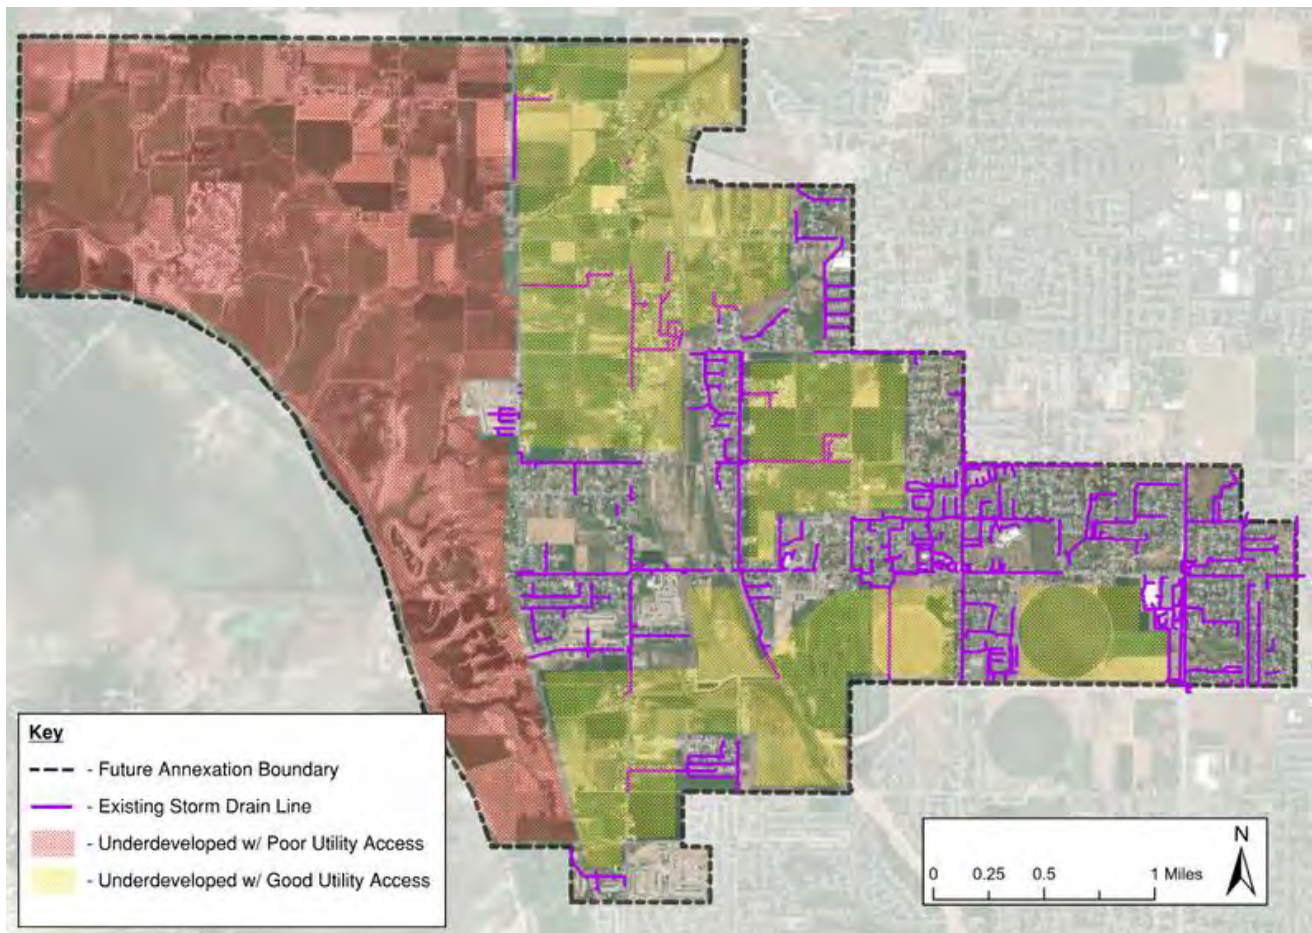 Key
- Future Annexation Boundary
- Existing Storm Drain Line
- Underdeveloped w/ Poor Utility Access
- Underdeveloped w/ Good Utility Access
N
0 0.25 0.5 1 Miles